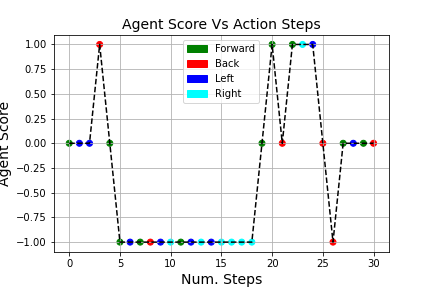 Agent Score Vs Action Steps
1.00
0.75
0.50
0.25
0.00
−0.25
−0.50
−0.75
−1.00
Agent Score
Forward
Back
Left
Right
0 5 10 15 20 25 30
Num. Steps